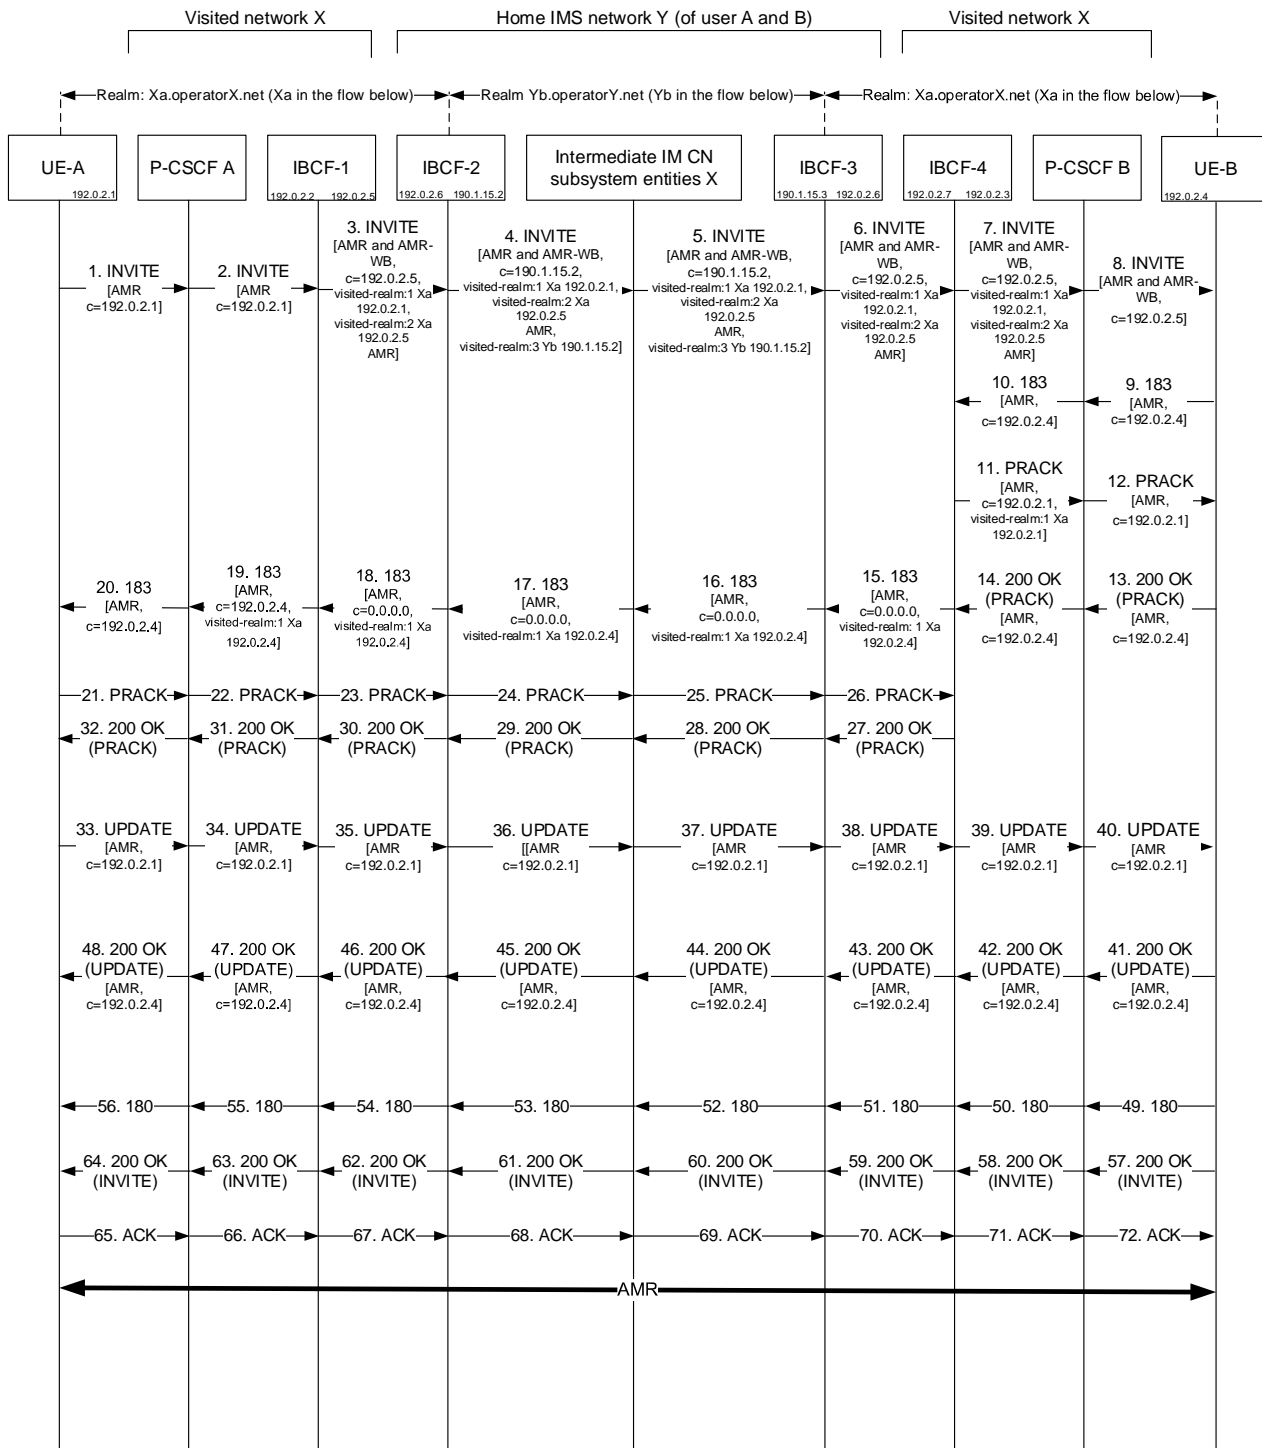 Visited network X
Home IMS network Y (of user A and B)
Visited network X
Realm: Xa.operatorX.net (Xa in the flow below)
Realm Yb.operatorY.net (Yb in the flow below)
Realm: Xa.operatorX.net (Xa in the flow below)
UE-A
192.0.2.1
P-CSCF A
IBCF-1
192.0.2.2 192.0.2.5
IBCF-2
192.0.2.6 190.1.15.2
Intermediate IM CN
subsystem entities X
IBCF-3
190.1.15.3 192.0.2.6
IBCF-4
192.0.2.7 192.0.2.3
P-CSCF B
UE-B
192.0.2.4
1. INVITE
[AMR
c=192.0.2.1]
2. INVITE
[AMR
c=192.0.2.1]
3. INVITE
[AMR and AMR-
WB,
c=192.0.2.5,
visited-realm:1 Xa
192.0.2.1,
visited-realm:2 Xa
192.0.2.5
AMR]
4. INVITE
[AMR and AMR-WB,
c=190.1.15.2,
visited-realm:1 Xa 192.0.2.1,
visited-realm:2 Xa
192.0.2.5
AMR,
visited-realm:3 Yb 190.1.15.2]
5. INVITE
[AMR and AMR-WB,
c=190.1.15.2,
visited-realm:1 Xa 192.0.2.1,
visited-realm:2 Xa
192.0.2.5
AMR,
visited-realm:3 Yb 190.1.15.2]
6. INVITE
[AMR and AMR-
WB,
c=192.0.2.5,
visited-realm:1 Xa
192.0.2.1,
visited-realm:2 Xa
192.0.2.5
AMR]
7. INVITE
[AMR and AMR-
WB,
c=192.0.2.5,
visited-realm:1 Xa
192.0.2.1,
visited-realm:2 Xa
192.0.2.5
AMR]
8. INVITE
[AMR and AMR-
WB,
c=192.0.2.5]
10. 183
[AMR,
c=192.0.2.4]
9. 183
[AMR,
c=192.0.2.4]
11. PRACK
[AMR,
c=192.0.2.1,
visited-realm:1 Xa
192.0.2.1]
12. PRACK
[AMR,
c=192.0.2.1]
20. 183
[AMR,
c=192.0.2.4]
19. 183
[AMR,
c=192.0.2.4,
visited-realm:1 Xa
192.0.2.4]
18. 183
[AMR,
c=0.0.0.0,
visited-realm:1 Xa
192.0.2.4]
17. 183
[AMR,
c=0.0.0.0,
visited-realm:1 Xa 192.0.2.4]
16. 183
[AMR,
c=0.0.0.0,
visited-realm:1 Xa 192.0.2.4]
15. 183
[AMR,
c=0.0.0.0,
visited-realm: 1 Xa
192.0.2.4]
14. 200 OK
(PRACK)
[AMR,
c=192.0.2.4]
13. 200 OK
(PRACK)
[AMR,
c=192.0.2.4]
21. PRACK
22. PRACK
23. PRACK
24. PRACK
25. PRACK
26. PRACK
32. 200 OK
(PRACK)
31. 200 OK
(PRACK)
30. 200 OK
(PRACK)
29. 200 OK
(PRACK)
28. 200 OK
(PRACK)
27. 200 OK
(PRACK)
33. UPDATE
[AMR,
c=192.0.2.1]
34. UPDATE
[AMR,
c=192.0.2.1]
35. UPDATE
[AMR
c=192.0.2.1]
36. UPDATE
[[AMR
c=192.0.2.1]
37. UPDATE
[AMR
c=192.0.2.1]
38. UPDATE
[AMR
c=192.0.2.1]
39. UPDATE
[AMR
c=192.0.2.1]
40. UPDATE
[AMR
c=192.0.2.1]
48. 200 OK
(UPDATE)
[AMR,
c=192.0.2.4]
47. 200 OK
(UPDATE)
[AMR,
c=192.0.2.4]
46. 200 OK
(UPDATE)
[AMR,
c=192.0.2.4]
45. 200 OK
(UPDATE)
[AMR,
c=192.0.2.4]
44. 200 OK
(UPDATE)
[AMR,
c=192.0.2.4]
43. 200 OK
(UPDATE)
[AMR,
c=192.0.2.4]
42. 200 OK
(UPDATE)
[AMR,
c=192.0.2.4]
41. 200 OK
(UPDATE)
[AMR,
c=192.0.2.4]
56. 180
55. 180
54. 180
53. 180
52. 180
51. 180
50. 180
49. 180
64. 200 OK
(INVITE)
63. 200 OK
(INVITE)
62. 200 OK
(INVITE)
61. 200 OK
(INVITE)
60. 200 OK
(INVITE)
59. 200 OK
(INVITE)
58. 200 OK
(INVITE)
57. 200 OK
(INVITE)
65. ACK
66. ACK
67. ACK
68. ACK
69. ACK
70. ACK
71. ACK
72. ACK
AMR